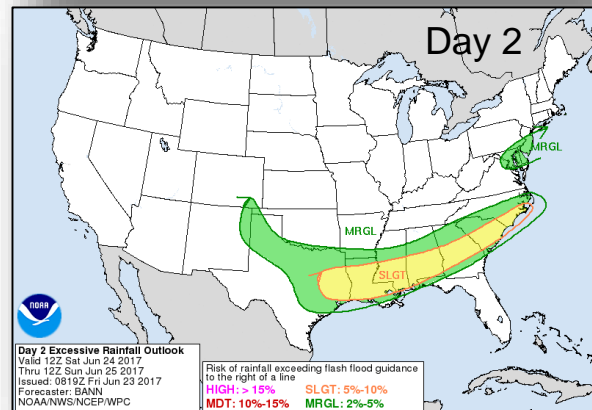 Day 2
MRGL
MRGL
SLGT
NOAA
Day 2 Excessive Rainfall Outlook
Valid 12Z Sat Jun 24 2017
Thru 12Z Sun Jun 25 2017
Issued: 0819Z Fri Jun 23 2017
Forecaster: BANN
NOAA/NWS/NCEP/WPC
Risk of rainfall exceeding flash flood guidance
to the right of a line
HIGH: > 15% SLGT: 5%-10%
MDT: 10%-15% MRGL: 2%-5%